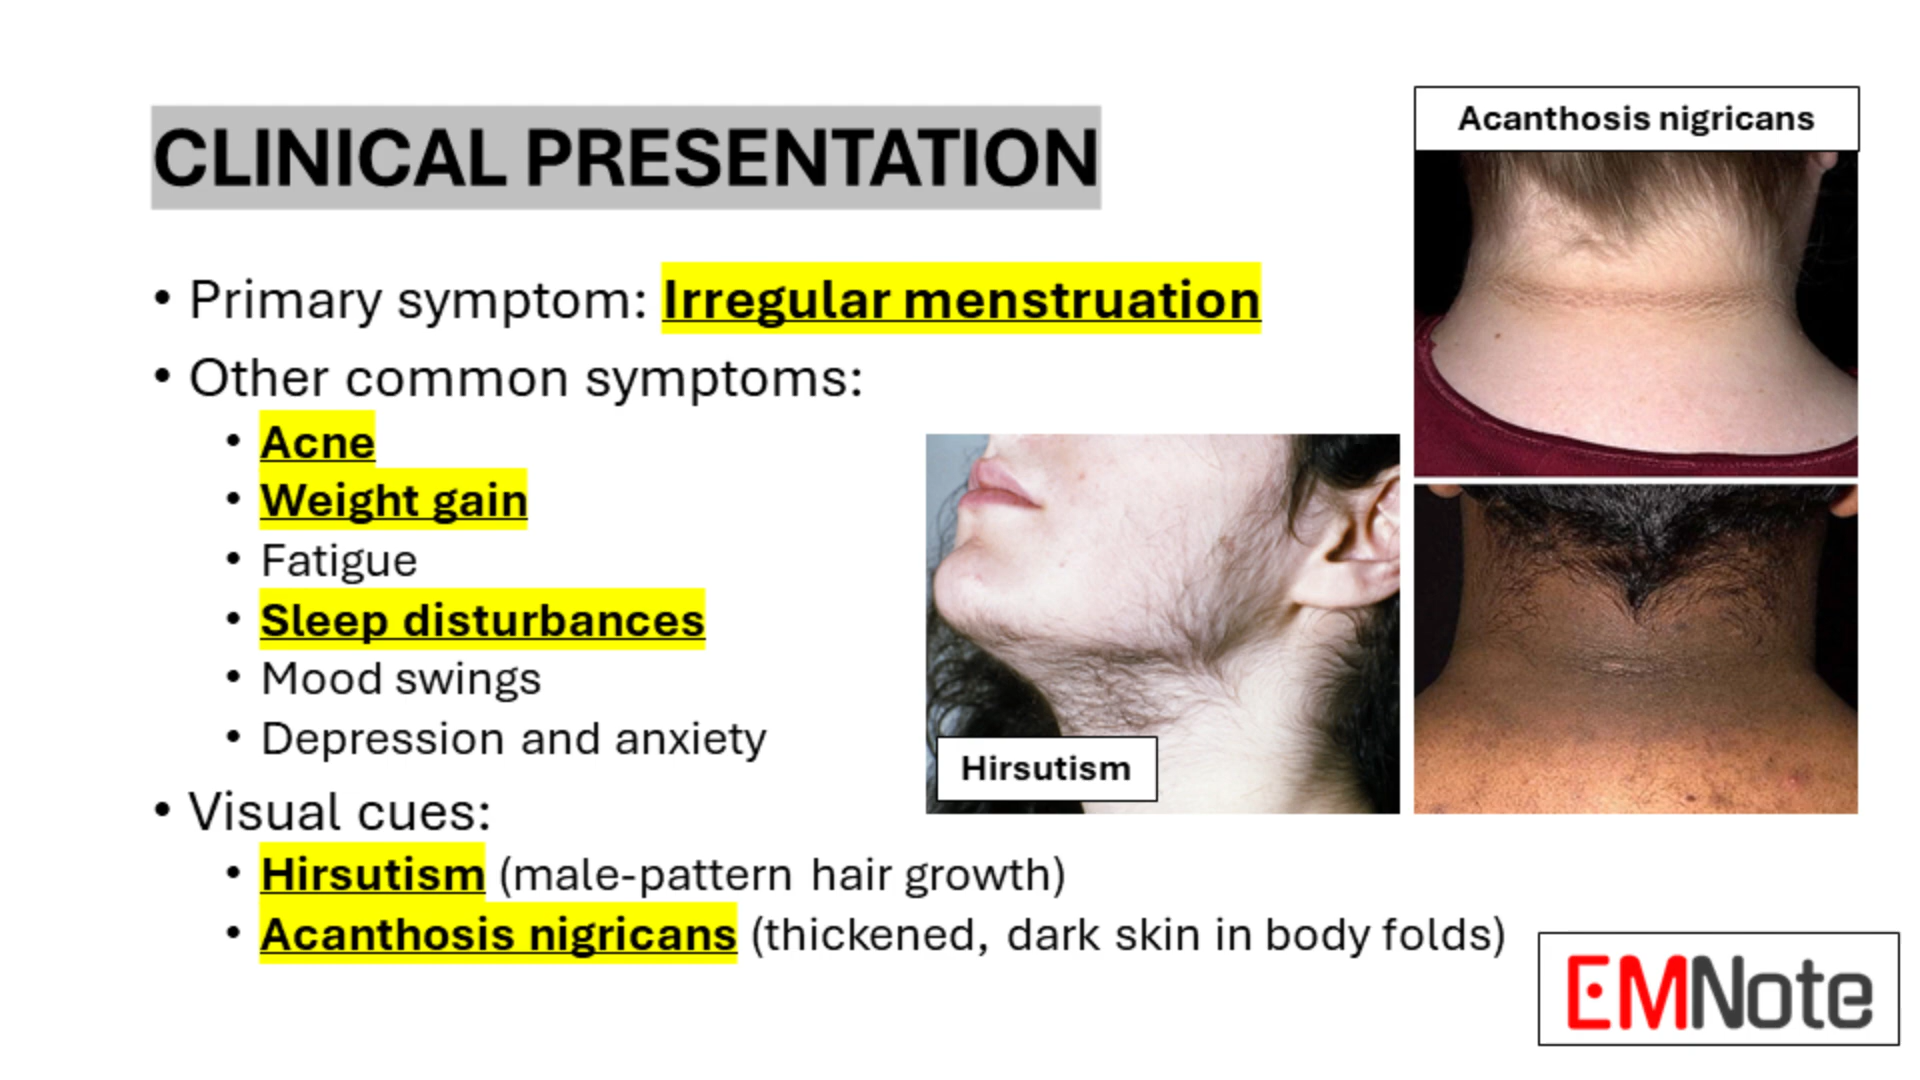 CLINICAL PRESENTATION
• Primary symptom: Irregular menstruation
• Other common symptoms:
• Acne
• Weight gain
• Fatigue
• Sleep disturbances
• Mood swings
• Depression and anxiety
• Visual cues:
• Hirsutism (male-pattern hair growth)
• Acanthosis nigricans (thickened, dark skin in body folds)
Acanthosis nigricans
Hirsutism
EMNote